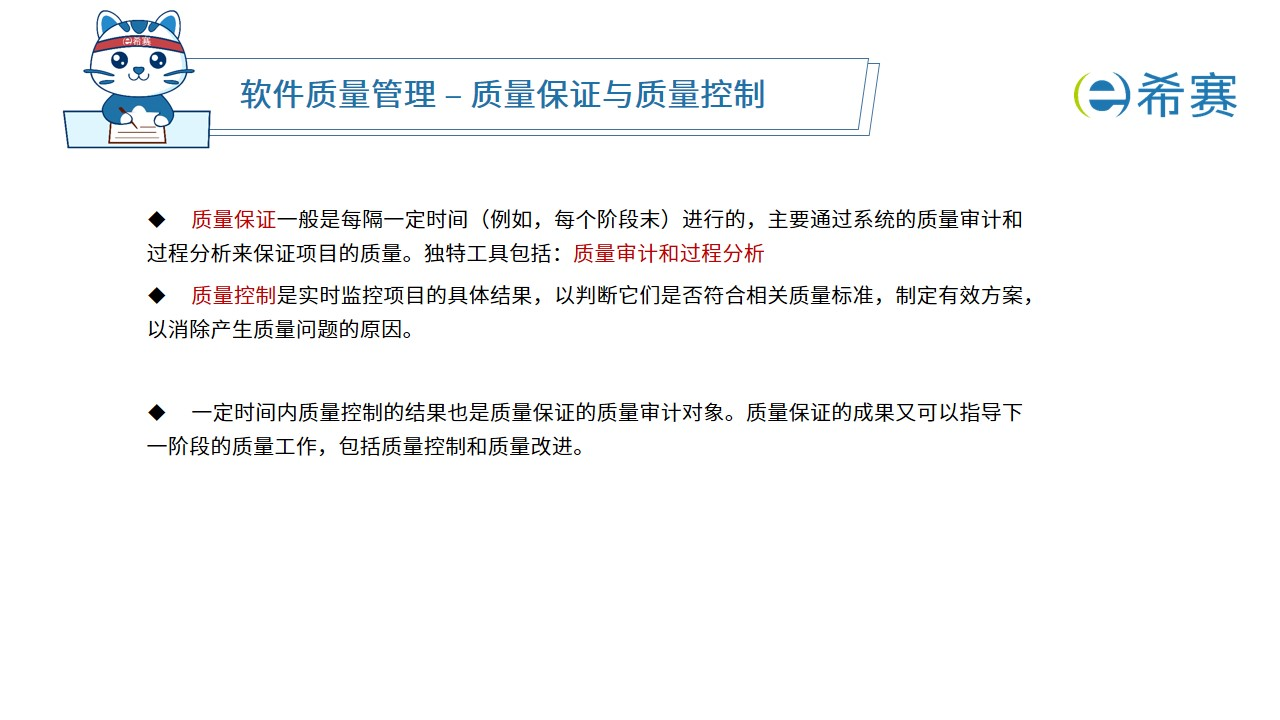 希赛
软件质量管理 – 质量保证与质量控制
希赛
◆ 质量保证一般是每隔一定时间（例如，每个阶段末）进行的，主要通过系统的质量审计和
过程分析来保证项目的质量。独特工具包括：质量审计和过程分析
◆ 质量控制是实时监控项目的具体结果，以判断它们是否符合相关质量标准，制定有效方案，
以消除产生质量问题的原因。
◆ 一定时间内质量控制的结果也是质量保证的质量审计对象。质量保证的成果又可以指导下
一阶段的质量工作，包括质量控制和质量改进。